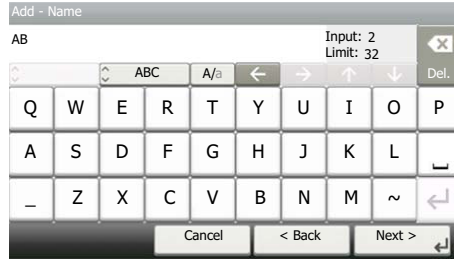 Add - Name
AB
Input: 2
Limit: 32
ABC A/a ← → ↑ ↓ Del.
Q W E R T Y U I O P
A S D F G H J K L
_ Z X C V B N M ~
Cancel < Back Next >